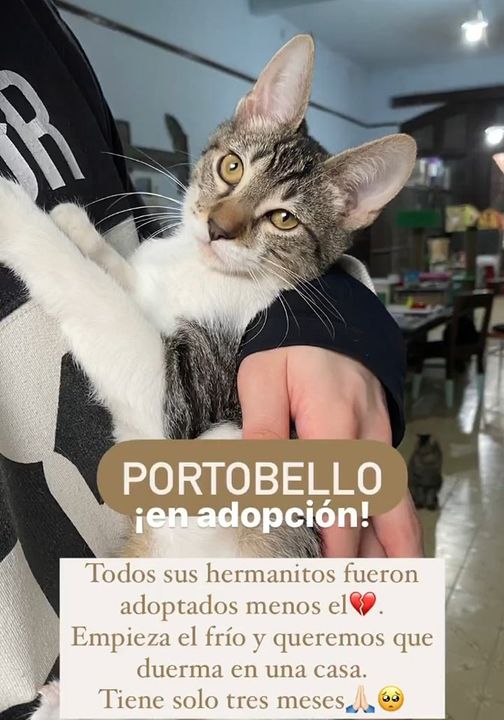 PORTOBELLO
¡en adopción!
Todos sus hermanitos fueron
adoptados menos el💔.
Empieza el frío y queremos que
duerma en una casa.
Tiene solo tres meses🙏🏻🥺